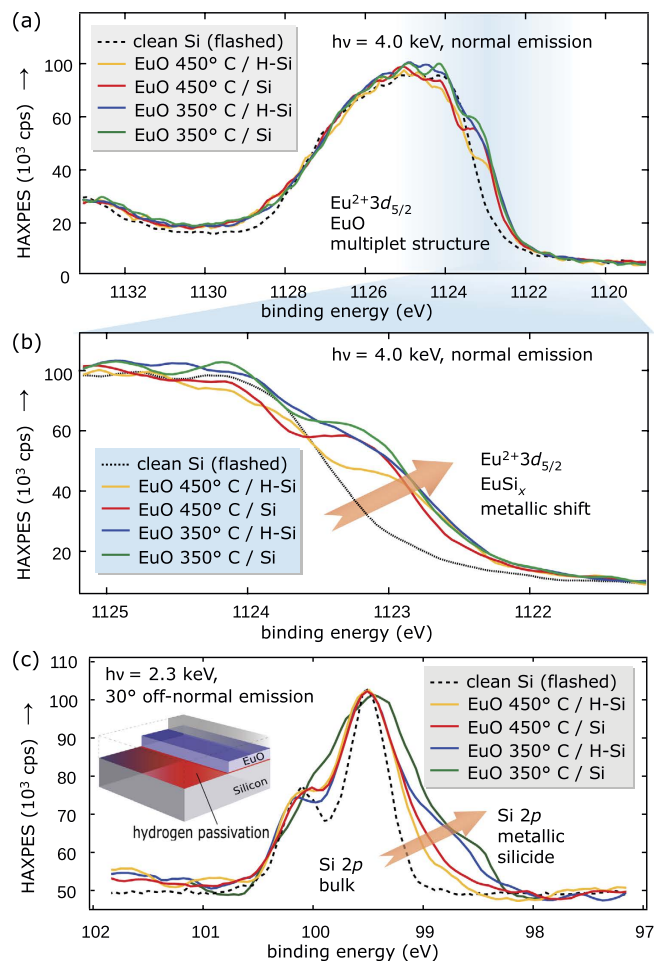 (a)
clean Si (flashed)
EuO 450° C / H-Si
EuO 450° C / Si
EuO 350° C / H-Si
EuO 350° C / Si
hν = 4.0 keV, normal emission
HAXPES (10³ cps) →
100
80
60
40
20
0
Eu²⁺3d₅/₂
EuO
multiplet structure
1132 1130 1128 1126 1124 1122 1120
binding energy (eV)
(b)
hν = 4.0 keV, normal emission
HAXPES (10³ cps) →
100
60
40
20
clean Si (flashed)
EuO 450° C / H-Si
EuO 450° C / Si
EuO 350° C / H-Si
EuO 350° C / Si
Eu²⁺3d₅/₂
EuSiₓ
metallic shift
1125 1124 1123 1122
binding energy (eV)
(c)
hν = 2.3 keV,
30° off-normal emission
clean Si (flashed)
EuO 450° C / H-Si
EuO 450° C / Si
EuO 350° C / H-Si
EuO 350° C / Si
HAXPES (10³ cps) →
110
100
90
80
70
60
50
EuO
Silicon
hydrogen passivation
Si 2p
bulk
Si 2p
metallic
silicide
102 101 100 99 98 97
binding energy (eV)